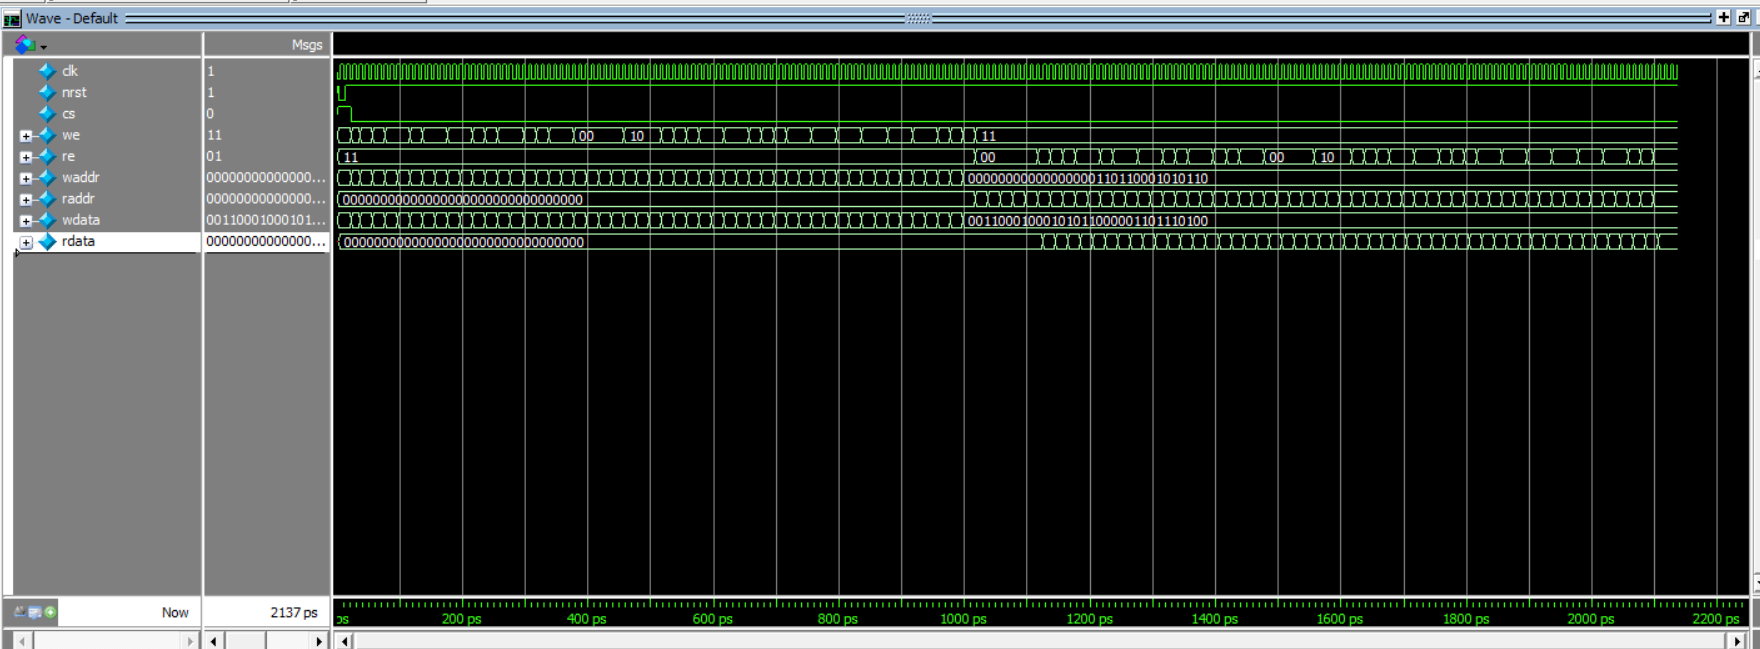 Wave - Default
Msgs
clk 1
nrst 1
cs 0
we 11 00 10 11
re 01 11 00 00 10
waddr 00000000000000... 00000000000000000110110001010110
raddr 00000000000000... 00000000000000000000000000000000
wdata 00110001000101... 00110001000101011000001101110100
rdata 00000000000000... 00000000000000000000000000000000
Now 2137 ps
ps 200 ps 400 ps 600 ps 800 ps 1000 ps 1200 ps 1400 ps 1600 ps 1800 ps 2000 ps 2200 ps